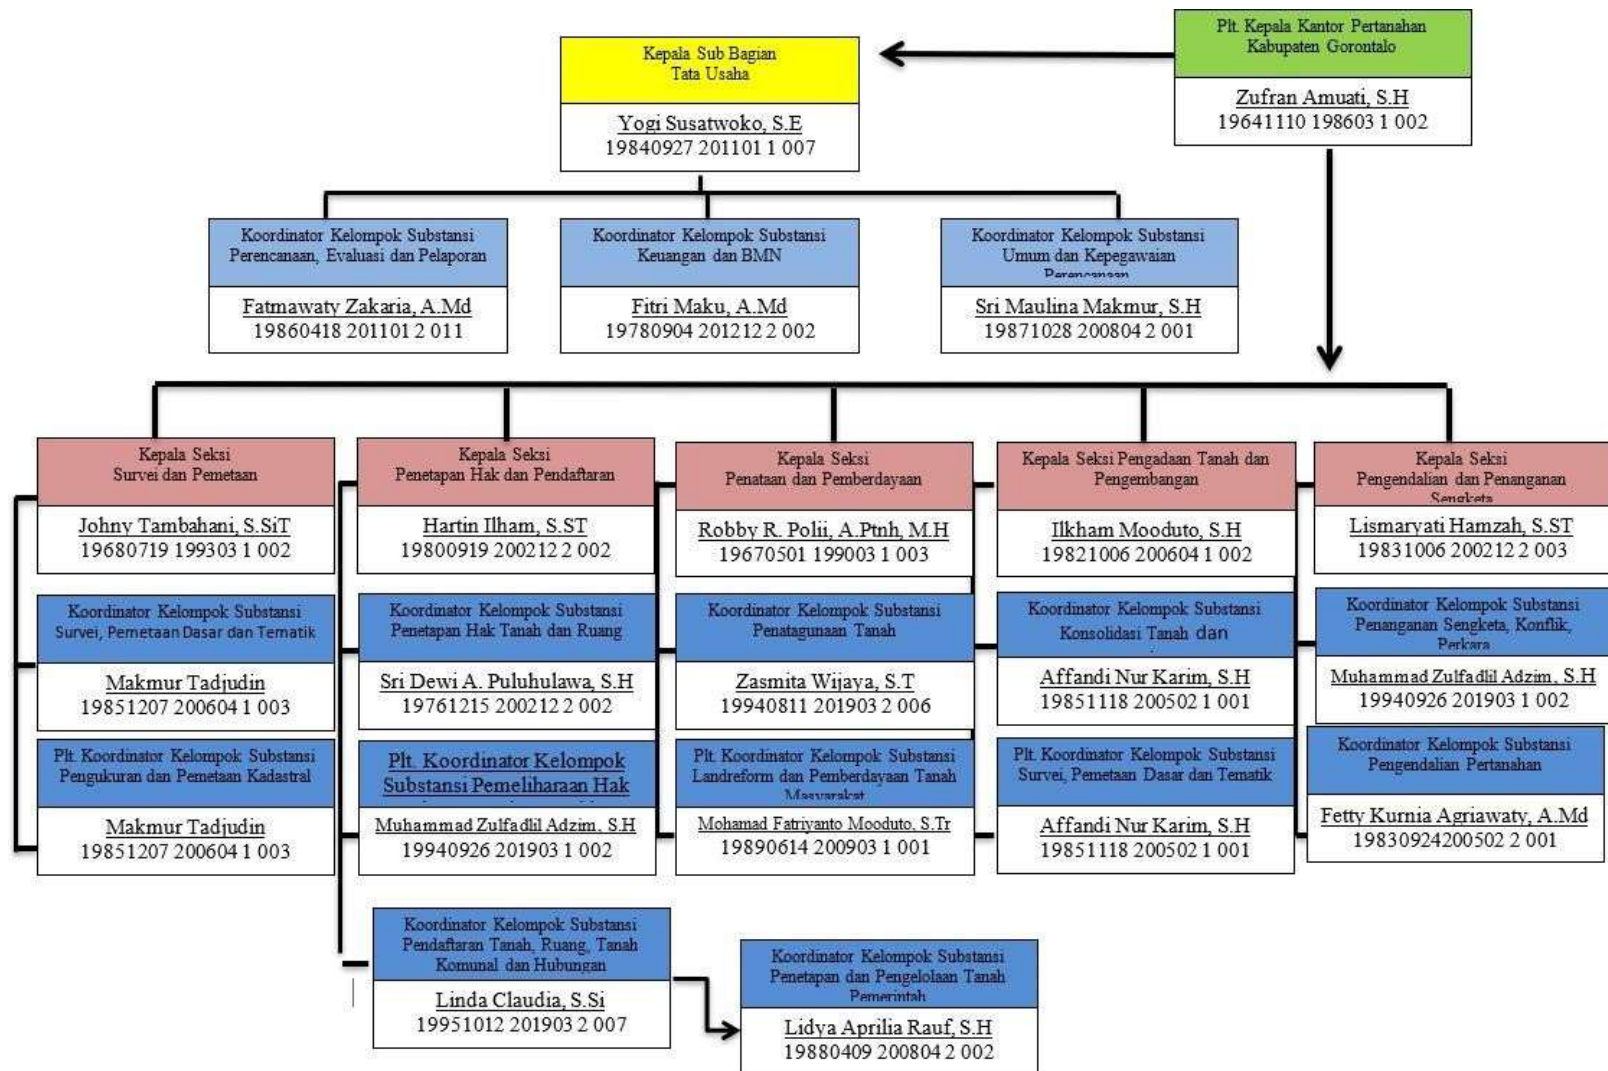 Plt. Kepala Kantor Pertanahan
Kabupaten Gorontalo
Zufran Amuati, S.H
19641110 198603 1 002
Kepala Sub Bagian
Tata Usaha
Yogi Susatwoko, S.E
19840927 201101 1 007
Koordinator Kelompok Substansi
Perencanaan, Evaluasi dan Pelaporan
Fatmawaty Zakaria, A.Md
19860418 201101 2 011
Koordinator Kelompok Substansi
Keuangan dan BMN
Fitri Maku, A.Md
19780904 201212 2 002
Koordinator Kelompok Substansi
Umum dan Kepegawaian
Perencanaan
Sri Maulina Makmur, S.H
19871028 200804 2 001
Kepala Seksi
Survei dan Pemetaan
Johny Tambahani, S.SiT
19680719 199303 1 002
Koordinator Kelompok Substansi
Survei, Pemetaan Dasar dan Tematik
Makmur Tadjudin
19851207 200604 1 003
Plt. Koordinator Kelompok Substansi
Pengukuran dan Pemetaan Kadastral
Makmur Tadjudin
19851207 200604 1 003
Kepala Seksi
Penetapan Hak dan Pendaftaran
Hartin Ilham, S.ST
19800919 200212 2 002
Koordinator Kelompok Substansi
Penetapan Hak Tanah dan Ruang
Sri Dewi A. Puluhulawa, S.H
19761215 200212 2 002
Plt. Koordinator Kelompok
Substansi Pemeliharaan Hak
Muhammad Zulfadlil Adzim, S.H
19940926 201903 1 002
Koordinator Kelompok Substansi
Pendaftaran Tanah, Ruang, Tanah
Komunal dan Hubungan
Linda Claudia, S.Si
19951012 201903 2 007
Koordinator Kelompok Substansi
Penetapan dan Pengelolaan Tanah
Pemerintah
Lidya Aprilia Rauf, S.H
19880409 200804 2 002
Kepala Seksi
Penataan dan Pemberdayaan
Robby R. Polii, A.Ptnh, M.H
19670501 199003 1 003
Koordinator Kelompok Substansi
Penatagunaan Tanah
Zasmita Wijaya, S.T
19940811 201903 2 006
Plt. Koordinator Kelompok Substansi
Landreform dan Pemberdayaan Tanah
Masyarakat
Mohamad Fatriyanto Mooduto, S.Tr
19890614 200903 1 001
Kepala Seksi Pengadaan Tanah dan
Pengembangan
Ilkham Mooduto, S.H
19821006 200604 1 002
Koordinator Kelompok Substansi
Konsolidasi Tanah dan
Affandi Nur Karim, S.H
19851118 200502 1 001
Plt. Koordinator Kelompok Substansi
Survei, Pemetaan Dasar dan Tematik
Affandi Nur Karim, S.H
19851118 200502 1 001
Kepala Seksi
Pengendalian dan Penanganan
Sengketa
Lismaryati Hamzah, S.ST
19831006 200212 2 003
Koordinator Kelompok Substansi
Penanganan Sengketa, Konflik,
Perkara
Muhammad Zulfadlil Adzim, S.H
19940926 201903 1 002
Koordinator Kelompok Substansi
Pengendalian Pertanahan
Fetty Kurnia Agriawaty, A.Md
19830924200502 2 001